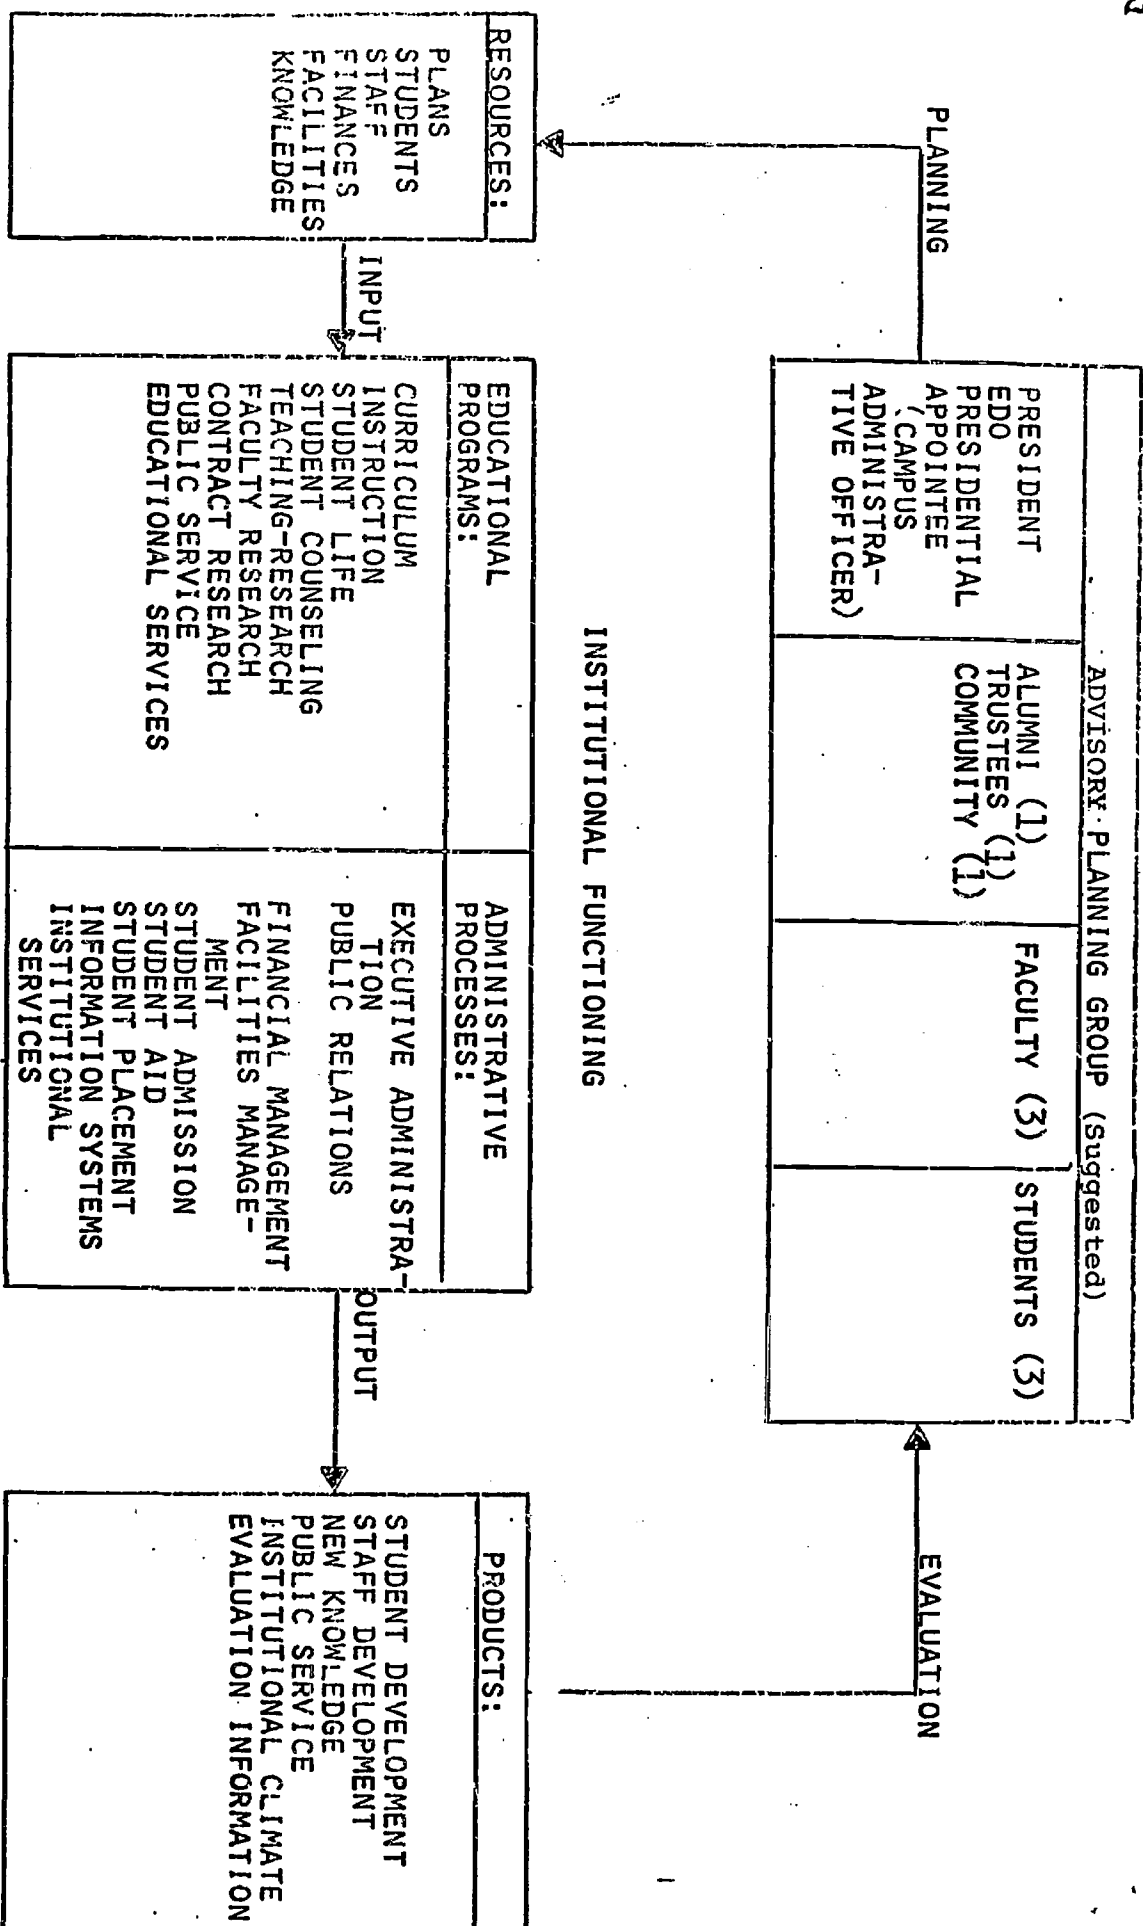 ADVISORY PLANNING GROUP (Suggested)
PRESIDENT
EDO
PRESIDENTIAL
APPOINTEE
(CAMPUS
ADMINISTRA-
TIVE OFFICER)
ALUMNI (1)
TRUSTEES (1)
COMMUNITY (1)
FACULTY (3)
STUDENTS (3)
PLANNING
EVALUATION
INSTITUTIONAL FUNCTIONING
RESOURCES:
PLANS
STUDENTS
STAFF
FINANCES
FACILITIES
KNOWLEDGE
INPUT
EDUCATIONAL
PROGRAMS:
CURRICULUM
INSTRUCTION
STUDENT LIFE
STUDENT COUNSELING
TEACHING-RESEARCH
FACULTY RESEARCH
CONTRACT RESEARCH
PUBLIC SERVICE
EDUCATIONAL SERVICES
ADMINISTRATIVE
PROCESSES:
EXECUTIVE ADMINISTRA-
TION
PUBLIC RELATIONS
FINANCIAL MANAGEMENT
FACILITIES MANAGE-
MENT
STUDENT ADMISSION
STUDENT AID
STUDENT PLACEMENT
INFORMATION SYSTEMS
INSTITUTIONAL
SERVICES
OUTPUT
PRODUCTS:
STUDENT DEVELOPMENT
STAFF DEVELOPMENT
NEW KNOWLEDGE
PUBLIC SERVICE
INSTITUTIONAL CLIMATE
EVALUATION INFORMATION